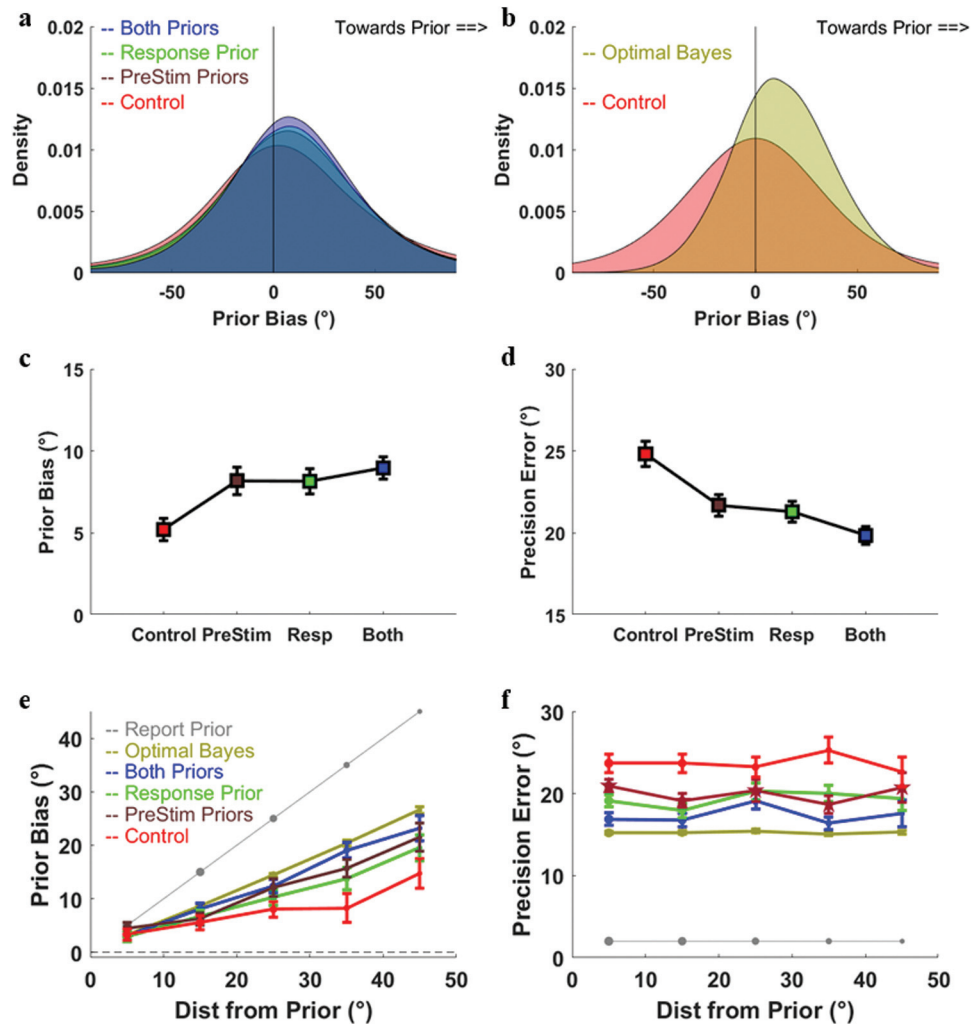 a
0.02
-- Both Priors
Towards Prior ==>
-- Response Prior
0.015
-- PreStim Priors
-- Control
0.01
0.005
0
Density
-50
0
50
Prior Bias (°)
b
0.02
Towards Prior ==>
-- Optimal Bayes
0.015
-- Control
0.01
0.005
0
Density
-50
0
50
Prior Bias (°)
c
15
10
5
0
Prior Bias (°)
Control PreStim Resp Both
d
30
25
20
15
Precision Error (°)
Control PreStim Resp Both
e
-- Report Prior
40
-- Optimal Bayes
-- Both Priors
30
-- Response Prior
-- PreStim Priors
20
-- Control
10
0
Prior Bias (°)
0 10 20 30 40 50
Dist from Prior (°)
f
30
20
10
0
Precision Error (°)
0 10 20 30 40 50
Dist from Prior (°)